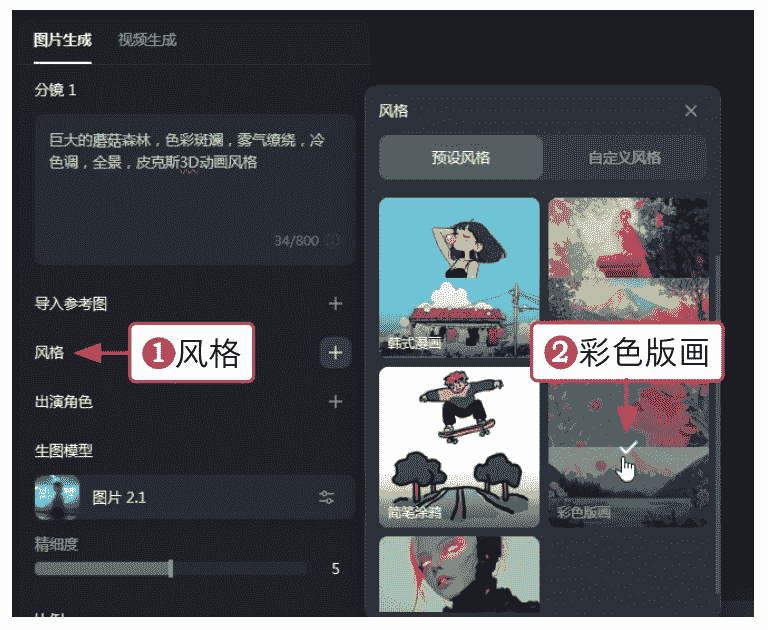 图片生成 视频生成
分镜 1
巨大的蘑菇森林，色彩斑斓，雾气缭绕，冷
色调，全景，皮克斯3D动画风格
34/800
导入参考图
风格
出演角色
生图模型
图片 2.1
精细度
5
比例
❶风格
风格
预设风格 自定义风格
韩式漫画
❷彩色版画
简笔涂鸦
彩色版画